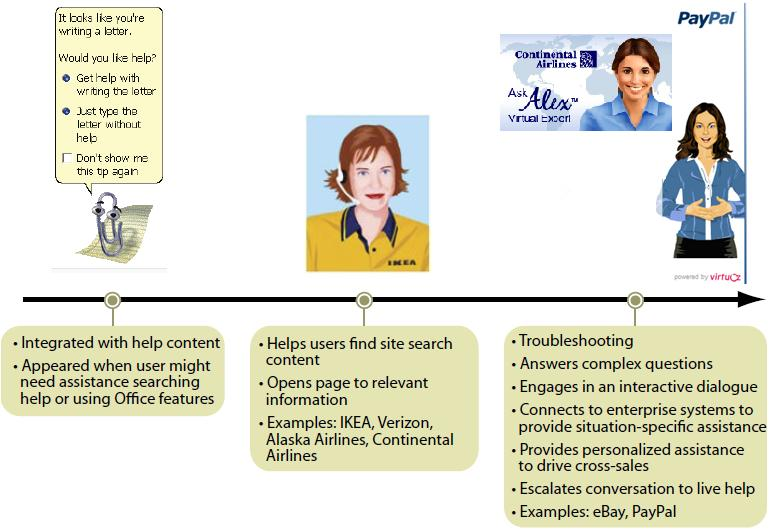 It looks like you're
writing a letter.
Would you like help?
Get help with
writing the letter
Just type the
letter without
help
Don't show me
this tip again
IKEA
Continental
Airlines
Ask Alex™
Virtual Expert
PayPal
powered by virtuOz
• Integrated with help content
• Appeared when user might
need assistance searching
help or using Office features
• Helps users find site search
content
• Opens page to relevant
information
• Examples: IKEA, Verizon,
Alaska Airlines, Continental
Airlines
• Troubleshooting
• Answers complex questions
• Engages in an interactive dialogue
• Connects to enterprise systems to
provide situation-specific assistance
• Provides personalized assistance
to drive cross-sales
• Escalates conversation to live help
• Examples: eBay, PayPal